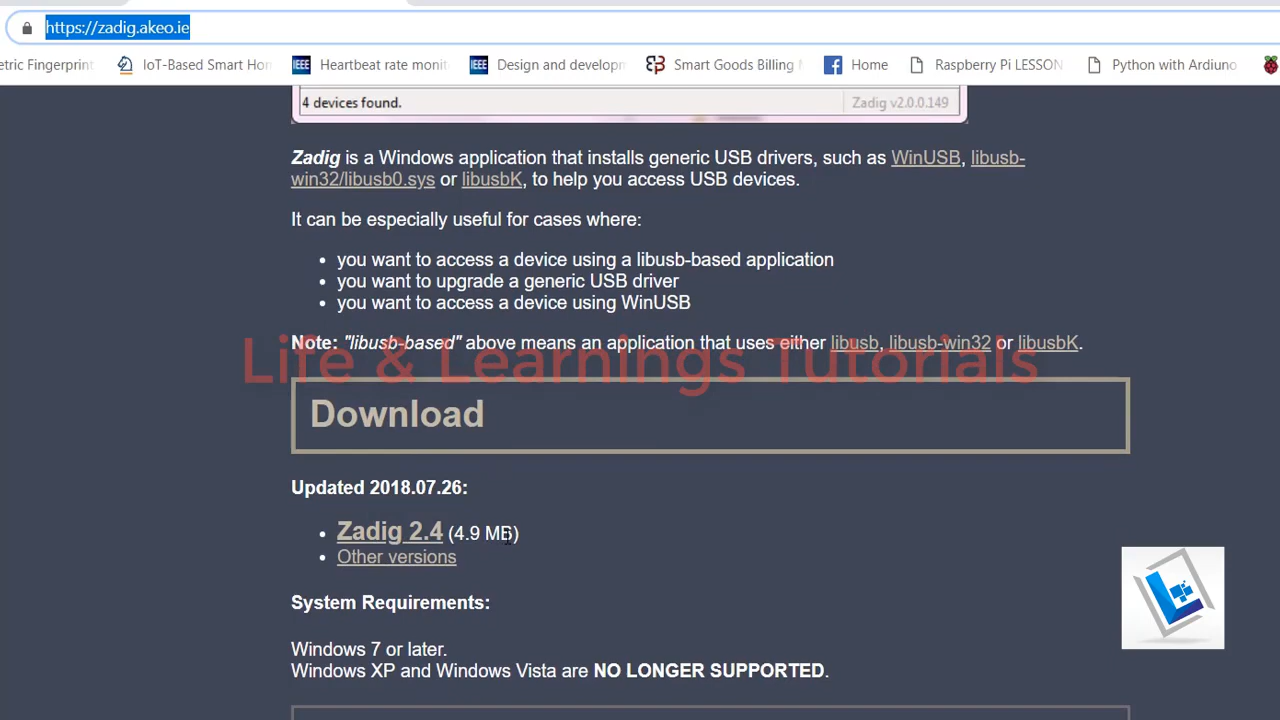 https://zadig.akeo.ie
etric Fingerprint IoT-Based Smart Hom Heartbeat rate monit Design and developm Smart Goods Billing M Home Raspberry Pi LESSON Python with Ardiuno
4 devices found. Zadig v2.0.0.149
Zadig is a Windows application that installs generic USB drivers, such as WinUSB, libusb-
win32/libusb0.sys or libusbK, to help you access USB devices.
It can be especially useful for cases where:
• you want to access a device using a libusb-based application
• you want to upgrade a generic USB driver
• you want to access a device using WinUSB
Note: "libusb-based" above means an application that uses either libusb, libusb-win32 or libusbK.
Life & Learnings Tutorials
Download
Updated 2018.07.26:
• Zadig 2.4 (4.9 MB)
• Other versions
System Requirements:
Windows 7 or later.
Windows XP and Windows Vista are NO LONGER SUPPORTED.